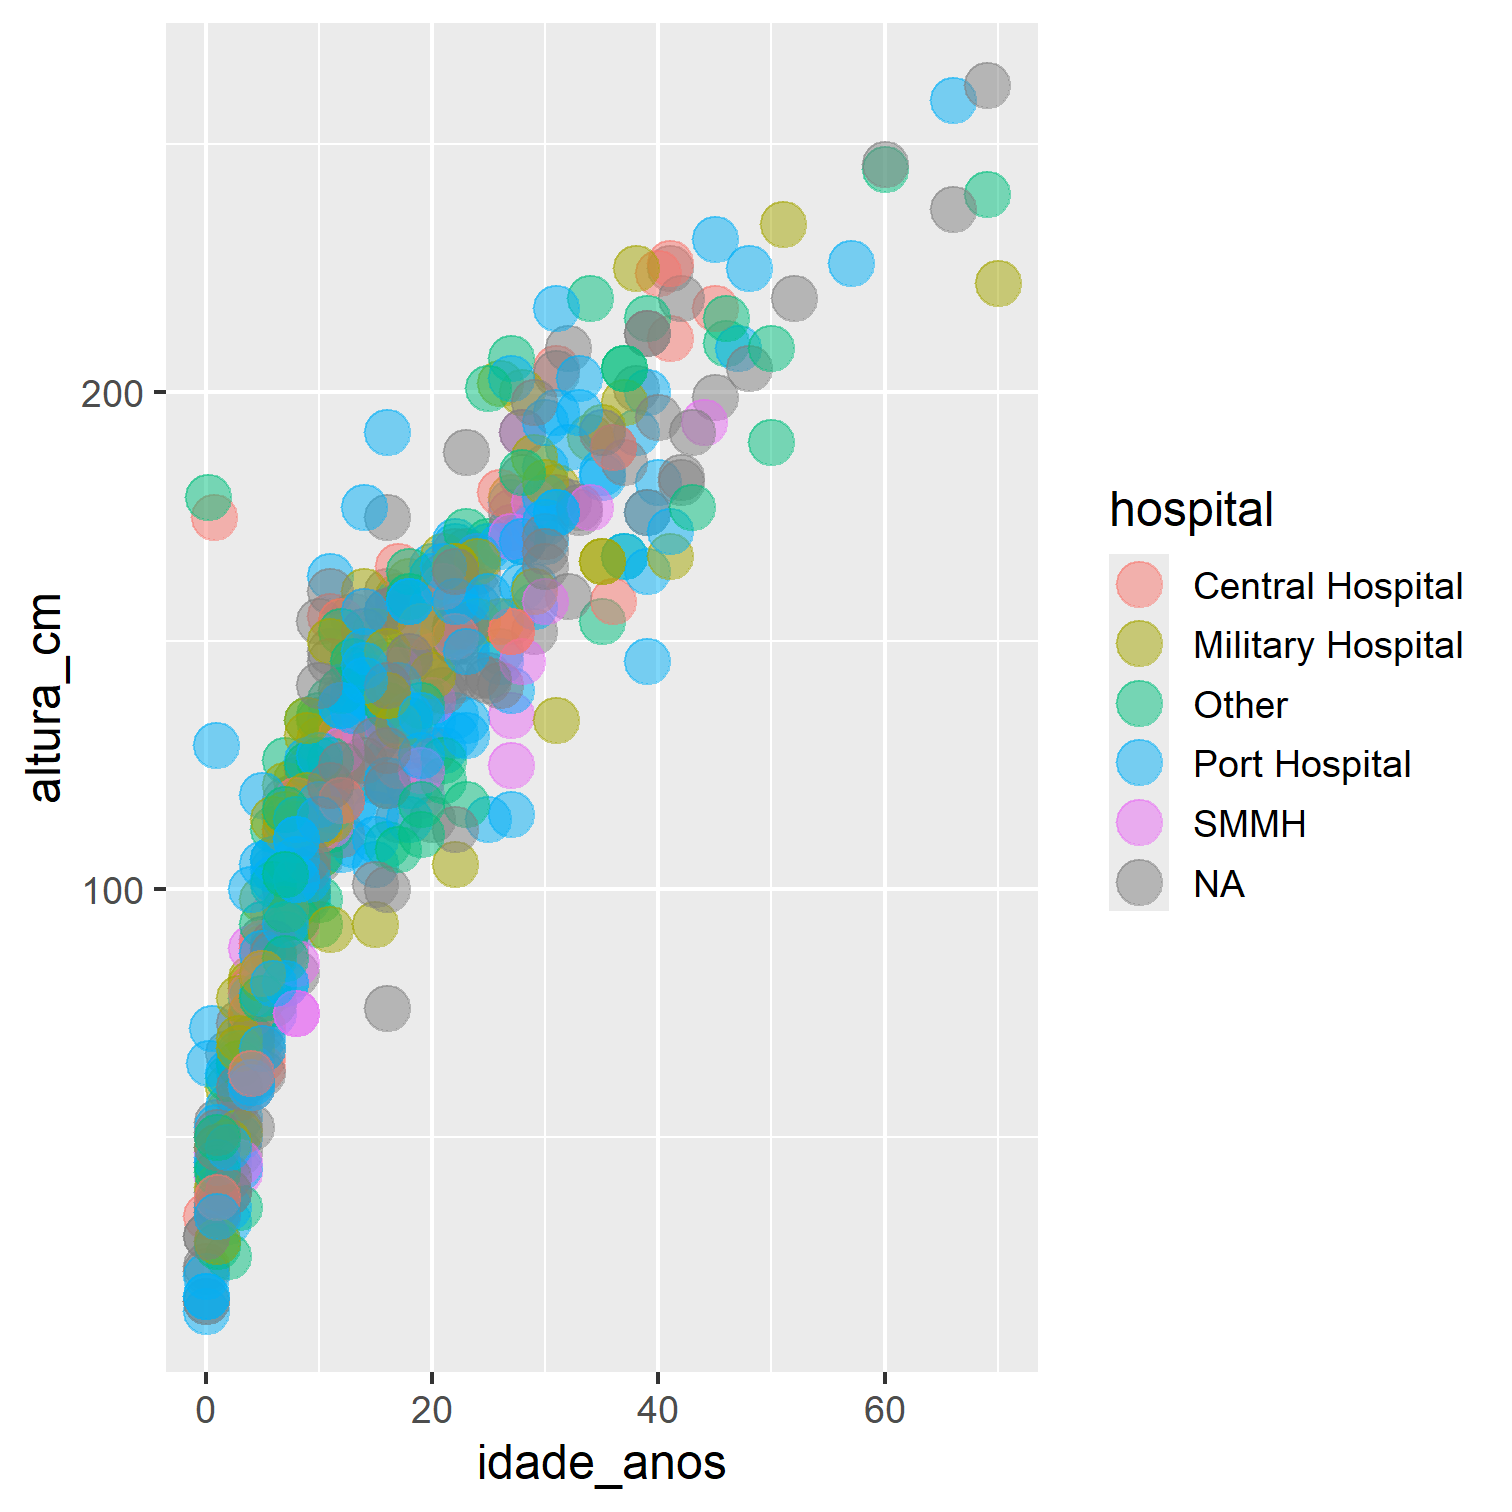 altura_cm
200
100
0 20 40 60
idade_anos
hospital
Central Hospital
Military Hospital
Other
Port Hospital
SMMH
NA